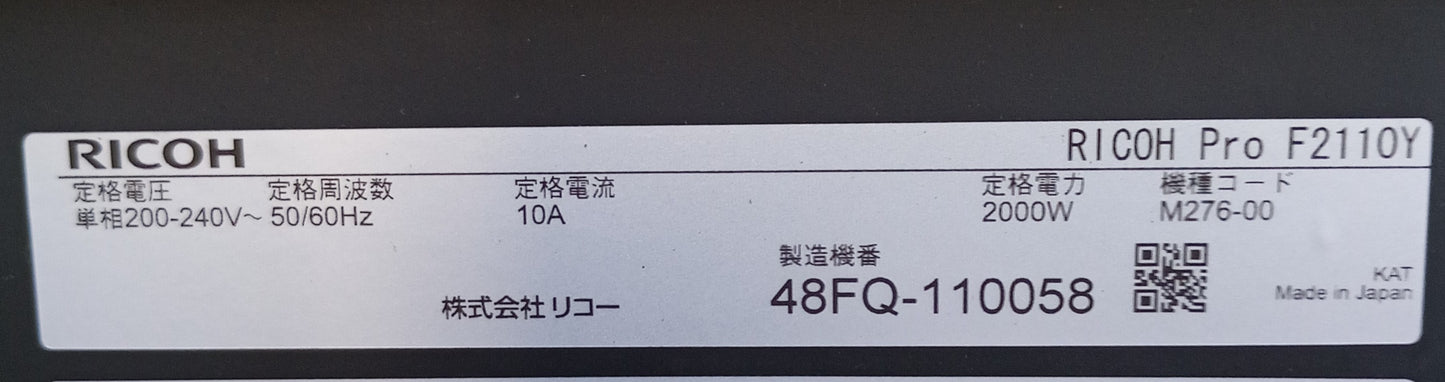 RICOH RICOH Pro F2110Y
定格電圧 定格周波数 定格電流 定格電力 機種コード
単相200-240V～ 50/60Hz 10A 2000W M276-00
製造機番
株式会社リコー 48FQ-110058
KAT
Made in Japan